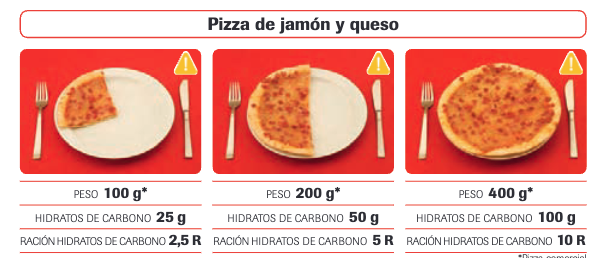 Pizza de jamón y queso
PESO 100 g*
HIDRATOS DE CARBONO 25 g
RACIÓN HIDRATOS DE CARBONO 2,5 R
PESO 200 g*
HIDRATOS DE CARBONO 50 g
RACIÓN HIDRATOS DE CARBONO 5 R
PESO 400 g*
HIDRATOS DE CARBONO 100 g
RACIÓN HIDRATOS DE CARBONO 10 R
*Pizza comercial